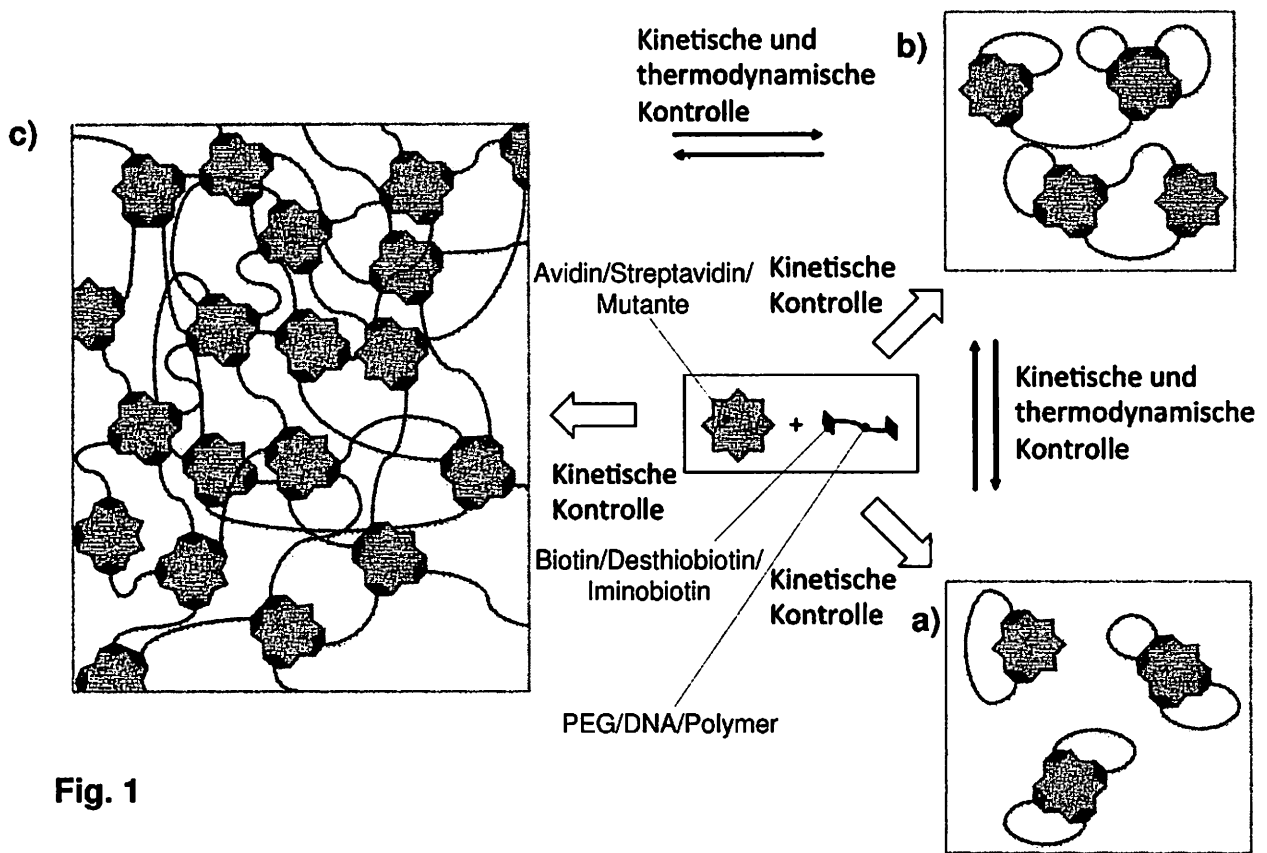 Kinetische und
thermodynamische
Kontrolle
b)
c)
Avidin/Streptavidin/
Mutante
Kinetische
Kontrolle
+
Kinetische und
thermodynamische
Kontrolle
Kinetische
Kontrolle
Biotin/Desthiobiotin/
Iminobiotin
Kinetische
Kontrolle
a)
PEG/DNA/Polymer
Fig. 1